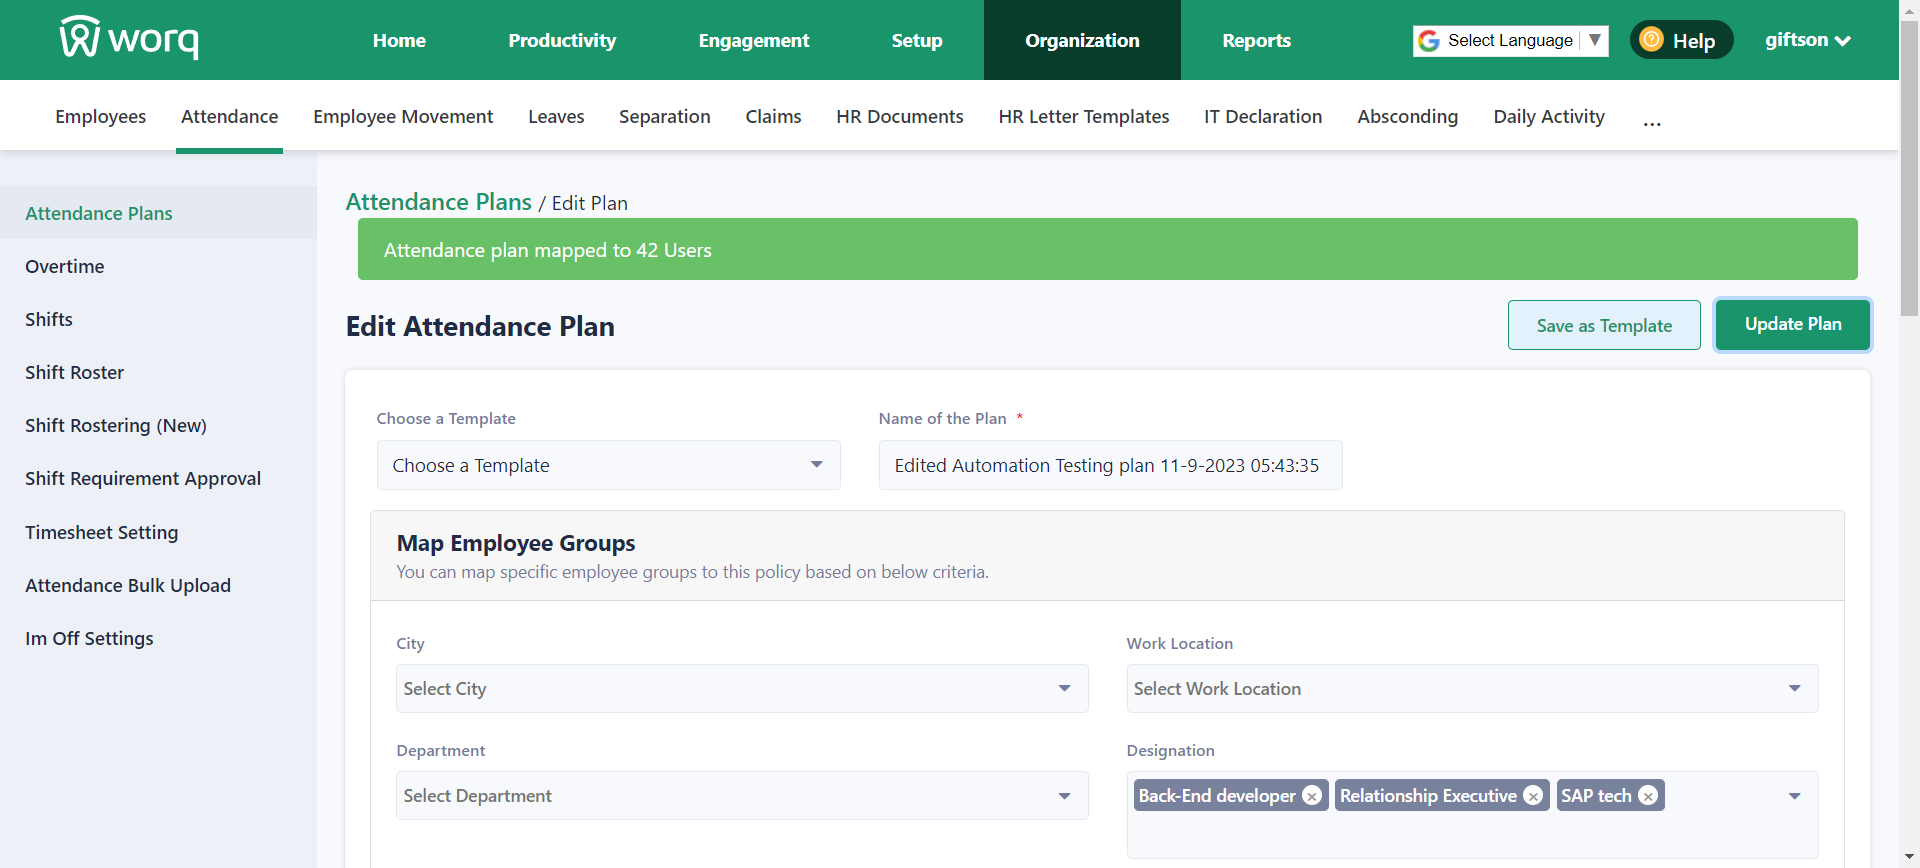 worq
Home
Productivity
Engagement
Setup
Organization
Reports
Select Language
Help
giftson
Employees
Attendance
Employee Movement
Leaves
Separation
Claims
HR Documents
HR Letter Templates
IT Declaration
Absconding
Daily Activity
...
Attendance Plans
Overtime
Shifts
Shift Roster
Shift Rostering (New)
Shift Requirement Approval
Timesheet Setting
Attendance Bulk Upload
Im Off Settings
Attendance Plans / Edit Plan
Attendance plan mapped to 42 Users
Edit Attendance Plan
Save as Template
Update Plan
Choose a Template
Choose a Template
Name of the Plan *
Edited Automation Testing plan 11-9-2023 05:43:35
Map Employee Groups
You can map specific employee groups to this policy based on below criteria.
City
Select City
Work Location
Select Work Location
Department
Select Department
Designation
Back-End developer
Relationship Executive
SAP tech